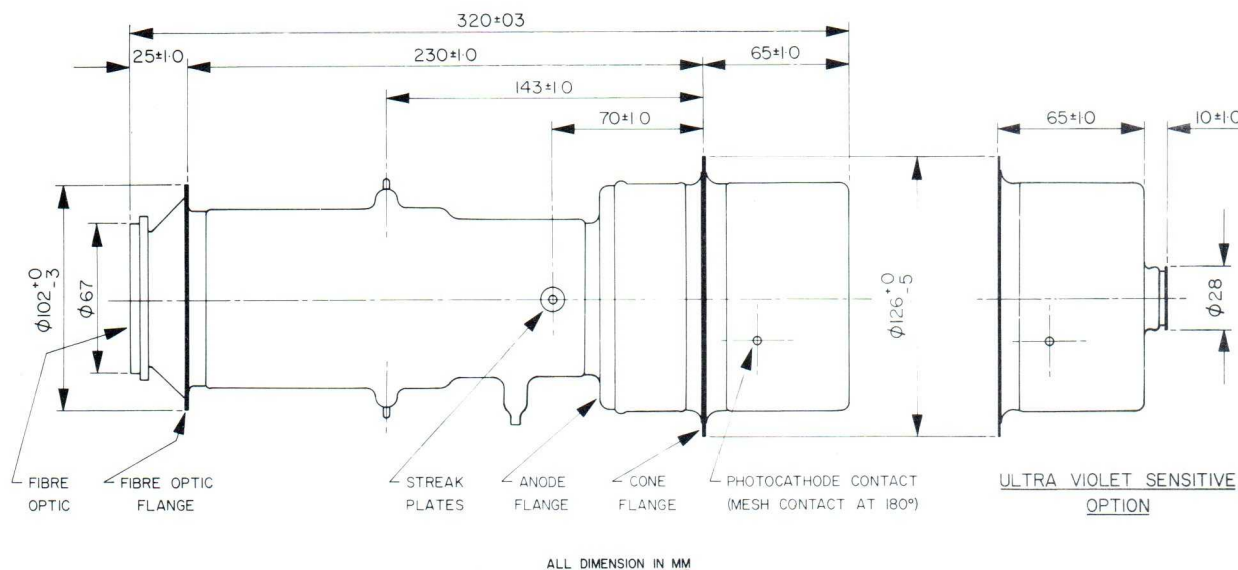 320±03
25±1·0
230±1·0
65±1·0
143±1·0
70±1·0
65±1·0
10±1·0
ϕ102 +0 -3
ϕ67
ϕ126 +0 -5
ϕ28
FIBRE
OPTIC
FIBRE OPTIC
FLANGE
STREAK
PLATES
ANODE
FLANGE
CONE
FLANGE
PHOTOCATHODE CONTACT
(MESH CONTACT AT 180°)
ULTRA VIOLET SENSITIVE
OPTION
ALL DIMENSION IN MM